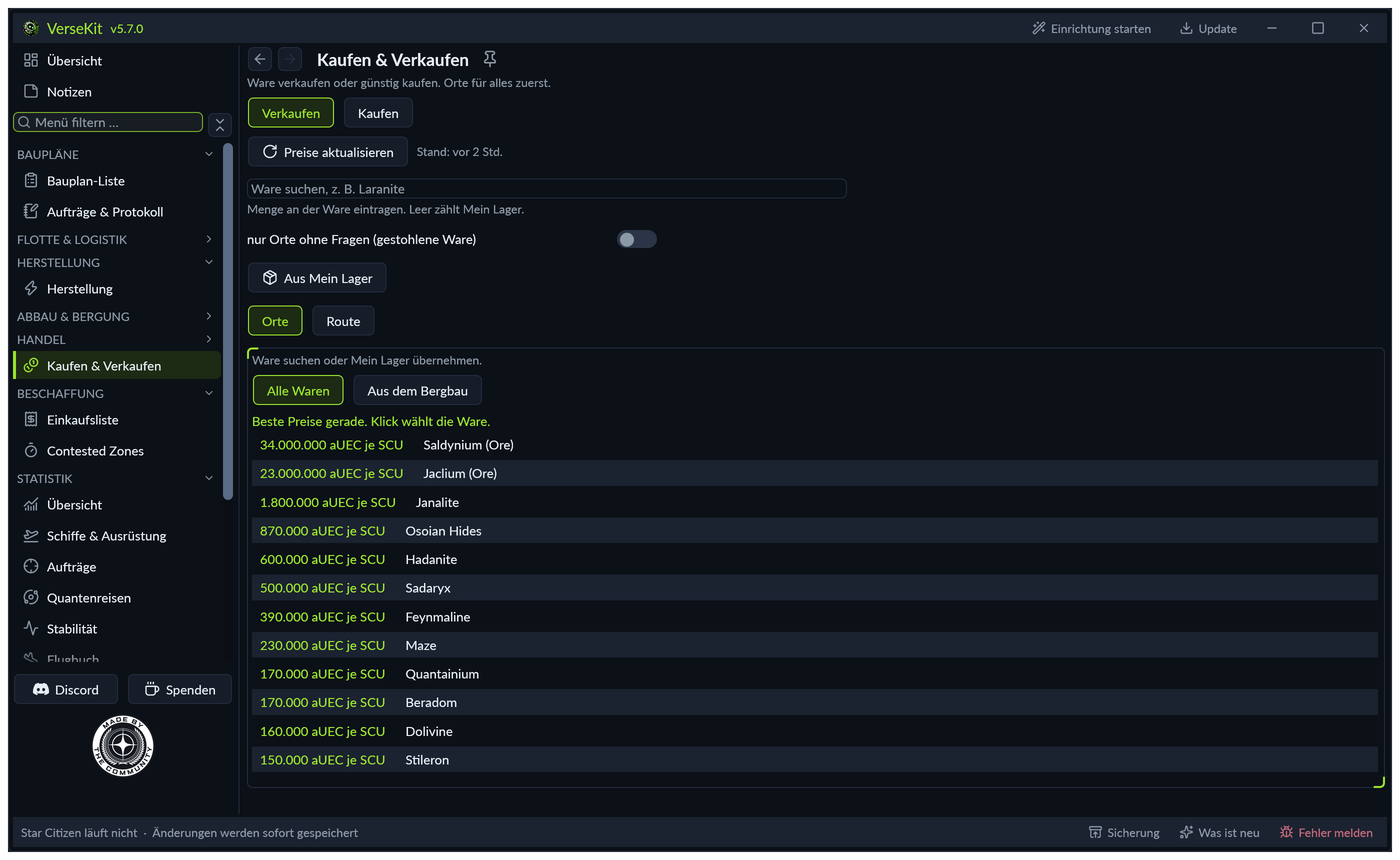 VerseKit v5.7.0
Einrichtung starten
Update
Übersicht
Notizen
Menü filtern ...
BAUPLÄNE
Bauplan-Liste
Aufträge & Protokoll
FLOTTE & LOGISTIK
HERSTELLUNG
Herstellung
ABBAU & BERGUNG
HANDEL
Kaufen & Verkaufen
BESCHAFFUNG
Einkaufsliste
Contested Zones
STATISTIK
Übersicht
Schiffe & Ausrüstung
Aufträge
Quantenreisen
Stabilität
Flugbuch
Discord
Spenden
MADE BY
THE COMMUNITY
Kaufen & Verkaufen
Ware verkaufen oder günstig kaufen. Orte für alles zuerst.
Verkaufen
Kaufen
Preise aktualisieren
Stand: vor 2 Std.
Ware suchen, z. B. Laranite
Menge an der Ware eintragen. Leer zählt Mein Lager.
nur Orte ohne Fragen (gestohlene Ware)
Aus Mein Lager
Orte
Route
Ware suchen oder Mein Lager übernehmen.
Alle Waren
Aus dem Bergbau
Beste Preise gerade. Klick wählt die Ware.
34.000.000 aUEC je SCU Saldynium (Ore)
23.000.000 aUEC je SCU Jaclium (Ore)
1.800.000 aUEC je SCU Janalite
870.000 aUEC je SCU Osoian Hides
600.000 aUEC je SCU Hadanite
500.000 aUEC je SCU Sadaryx
390.000 aUEC je SCU Feynmaline
230.000 aUEC je SCU Maze
170.000 aUEC je SCU Quantainium
170.000 aUEC je SCU Beradom
160.000 aUEC je SCU Dolivine
150.000 aUEC je SCU Stileron
Star Citizen läuft nicht · Änderungen werden sofort gespeichert
Sicherung
Was ist neu
Fehler melden